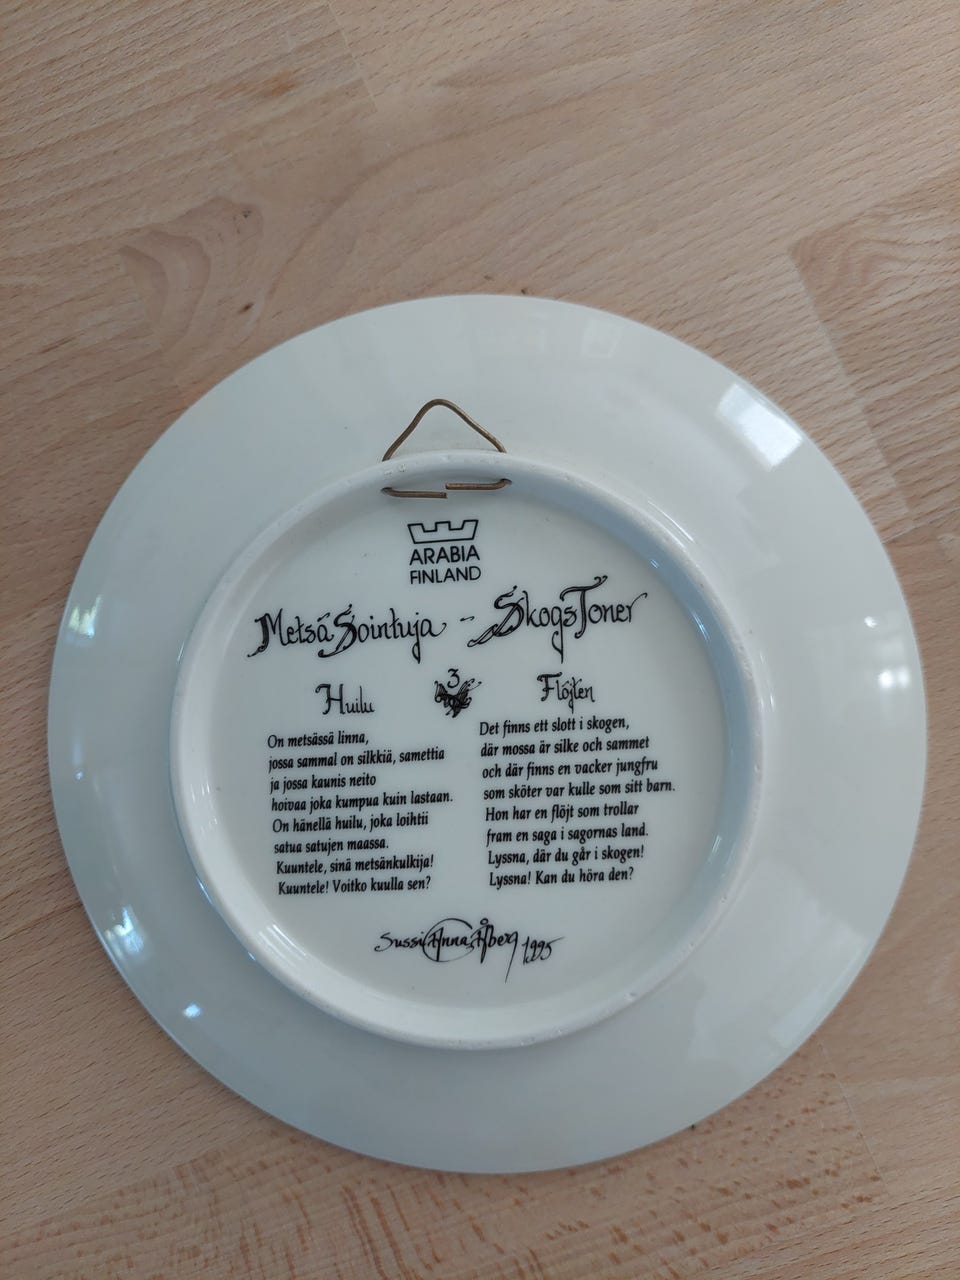 ARABIA
FINLAND
MetsäSointuja - SkogsToner
3
Huilu
On metsässä linna,
jossa sammal on silkkiä, samettia
ja jossa kaunis neito
hoivaa joka kumpua kuin lastaan.
On hänellä huilu, joka loihtii
satua satujen maassa.
Kuuntele, sinä metsänkulkija!
Kuuntele! Voitko kuulla sen?
Flöjten
Det finns ett slott i skogen,
där mossa är silke och sammet
och där finns en vacker jungfru
som sköter var kulle som sitt barn.
Hon har en flöjt som trollar
fram en saga i sagornas land.
Lyssna, där du går i skogen!
Lyssna! Kan du höra den?
Sussi Anna Åberg 1995